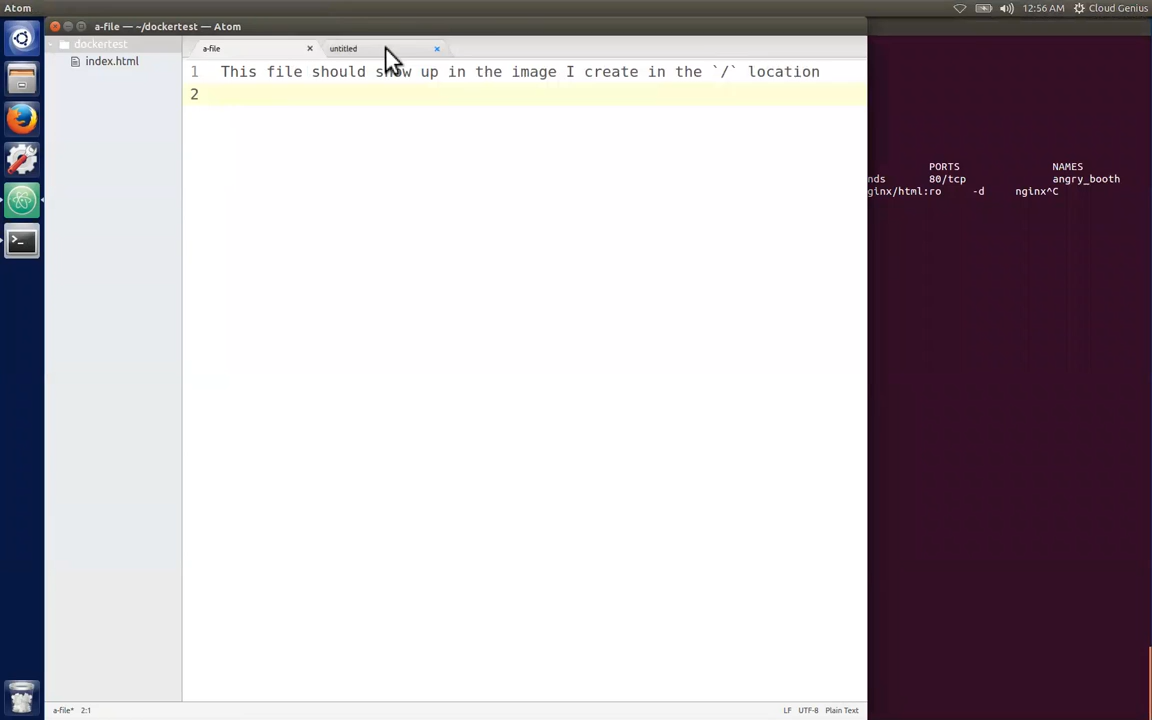 Atom
12:56 AM
Cloud Genius
a-file — ~/dockertest — Atom
dockertest
index.html
a-file
untitled
1 This file should show up in the image I create in the `/` location
2
PORTS NAMES
nds 80/tcp angry_booth
ginx/html:ro -d nginx^C
a-file* 2:1
LF UTF-8 Plain Text